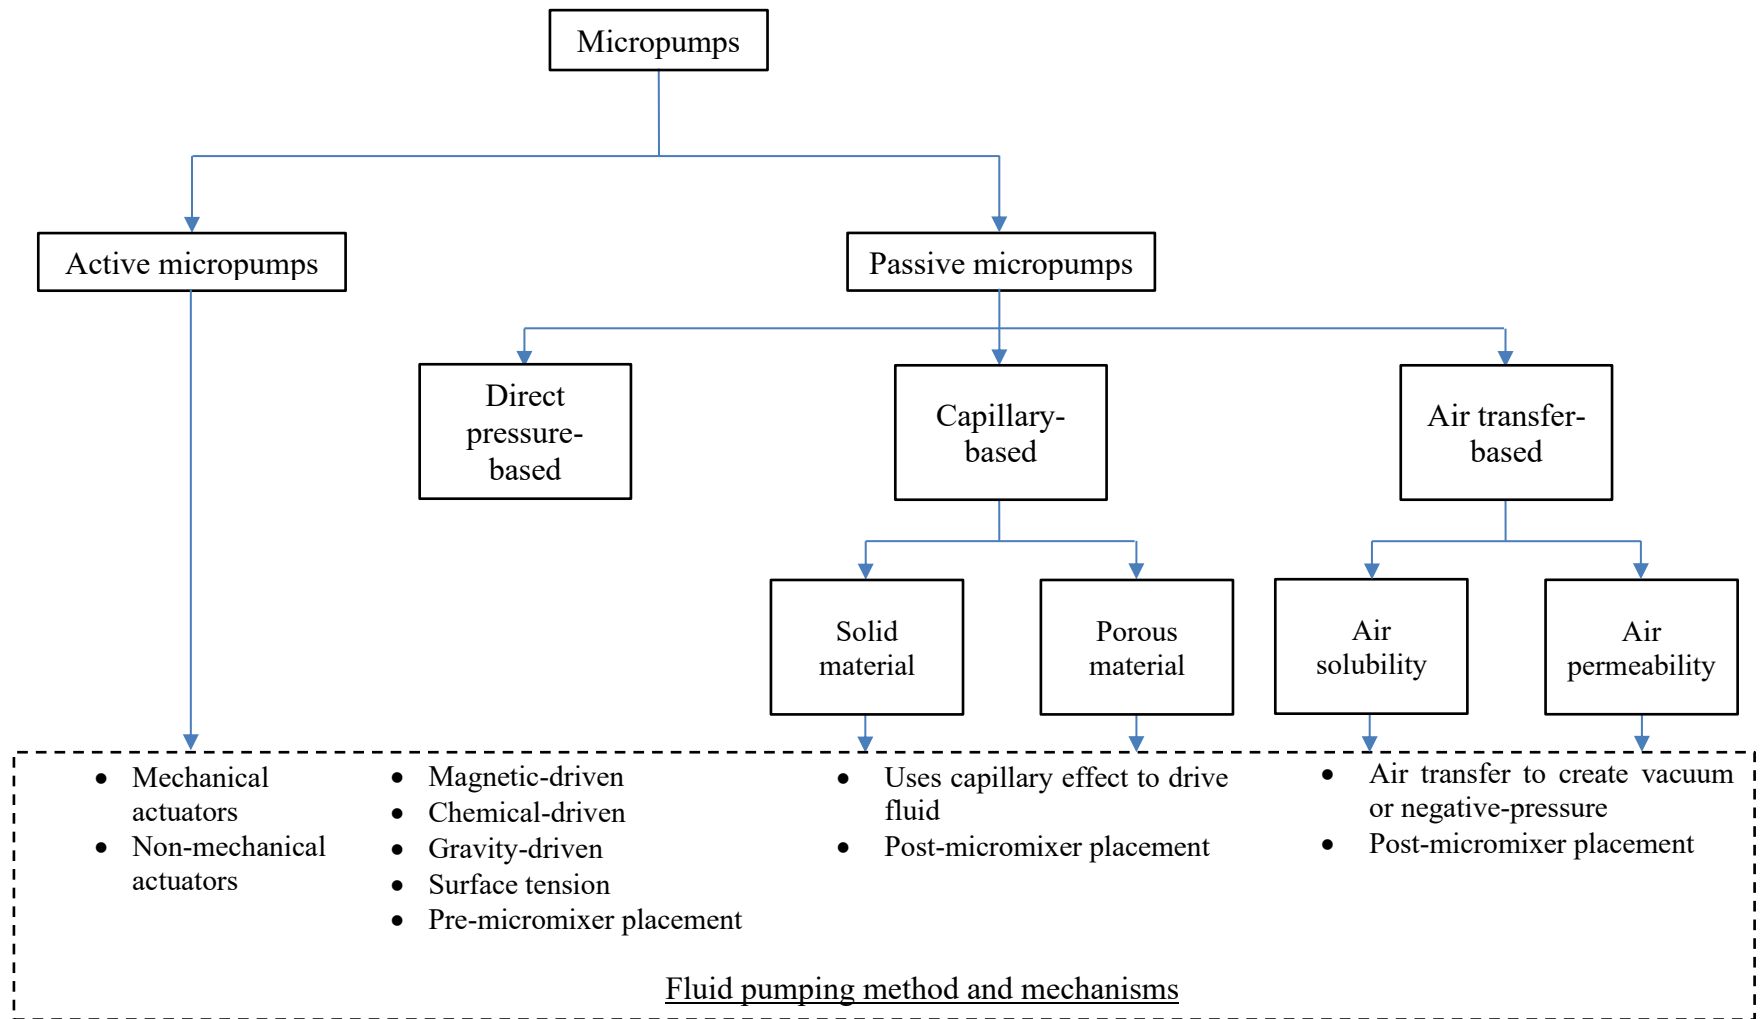 Micropumps
Active micropumps
Passive micropumps
Direct
pressure-
based
Capillary-
based
Air transfer-
based
Solid
material
Porous
material
Air
solubility
Air
permeability
• Mechanical
actuators
• Non-mechanical
actuators
• Magnetic-driven
• Chemical-driven
• Gravity-driven
• Surface tension
• Pre-micromixer placement
• Uses capillary effect to drive
fluid
• Post-micromixer placement
• Air transfer to create vacuum
or negative-pressure
• Post-micromixer placement
Fluid pumping method and mechanisms